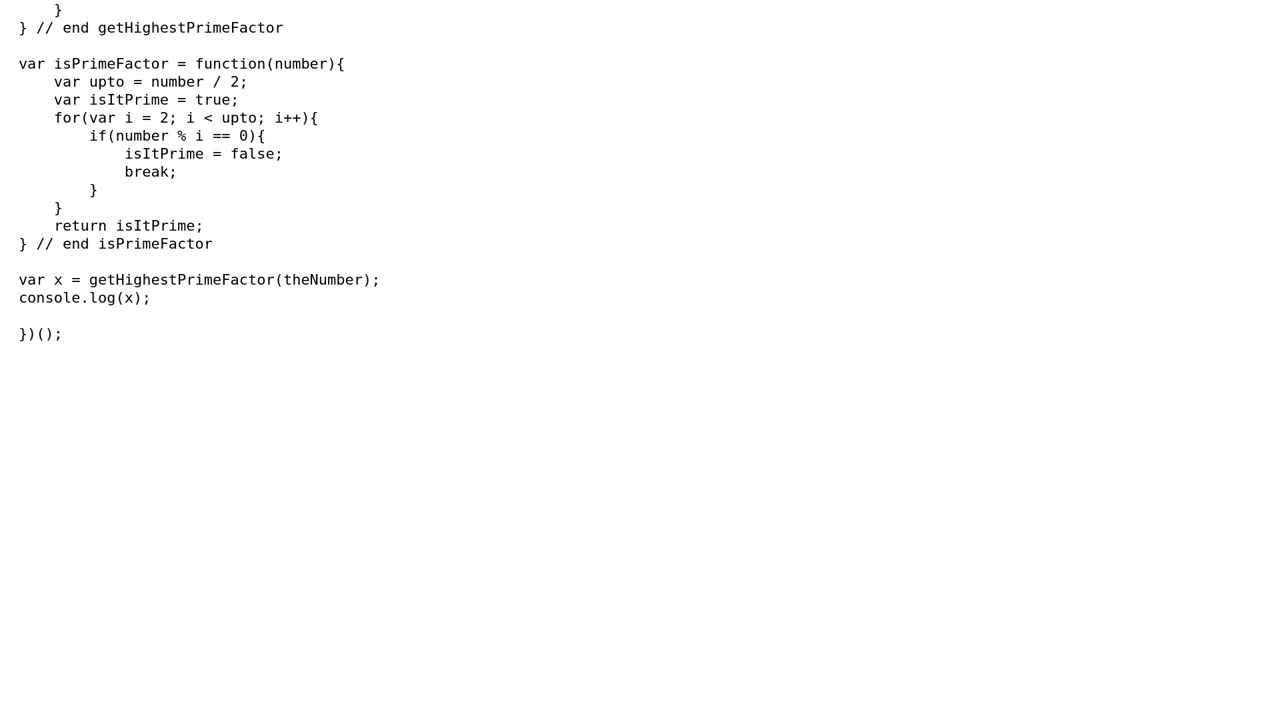 }
} // end getHighestPrimeFactor

var isPrimeFactor = function(number){
    var upto = number / 2;
    var isItPrime = true;
    for(var i = 2; i < upto; i++){
        if(number % i == 0){
            isItPrime = false;
            break;
        }
    }
    return isItPrime;
} // end isPrimeFactor

var x = getHighestPrimeFactor(theNumber);
console.log(x);

})();